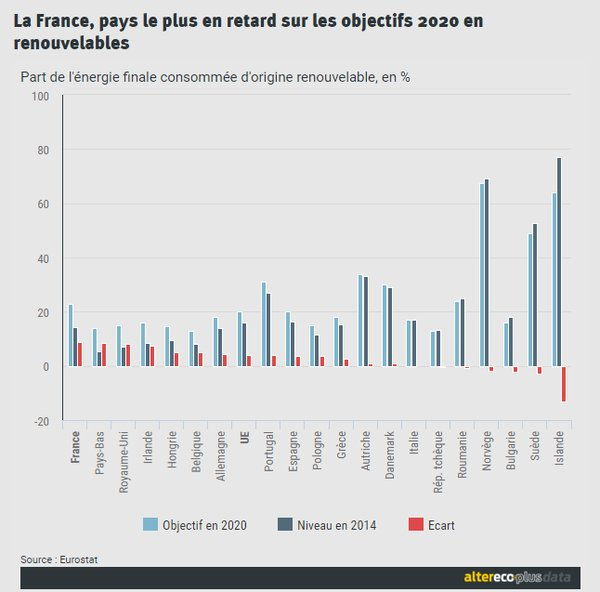 La France, pays le plus en retard sur les objectifs 2020 en
renouvelables
Part de l'énergie finale consommée d'origine renouvelable, en %
100
80
60
40
20
0
-20
France
Pays-Bas
Royaume-Uni
Irlande
Hongrie
Belgique
Allemagne
UE
Portugal
Espagne
Pologne
Grèce
Autriche
Danemark
Italie
Rép. tchèque
Roumanie
Norvège
Bulgarie
Suède
Islande
Objectif en 2020
Niveau en 2014
Ecart
Source : Eurostat
alterecoplusdata